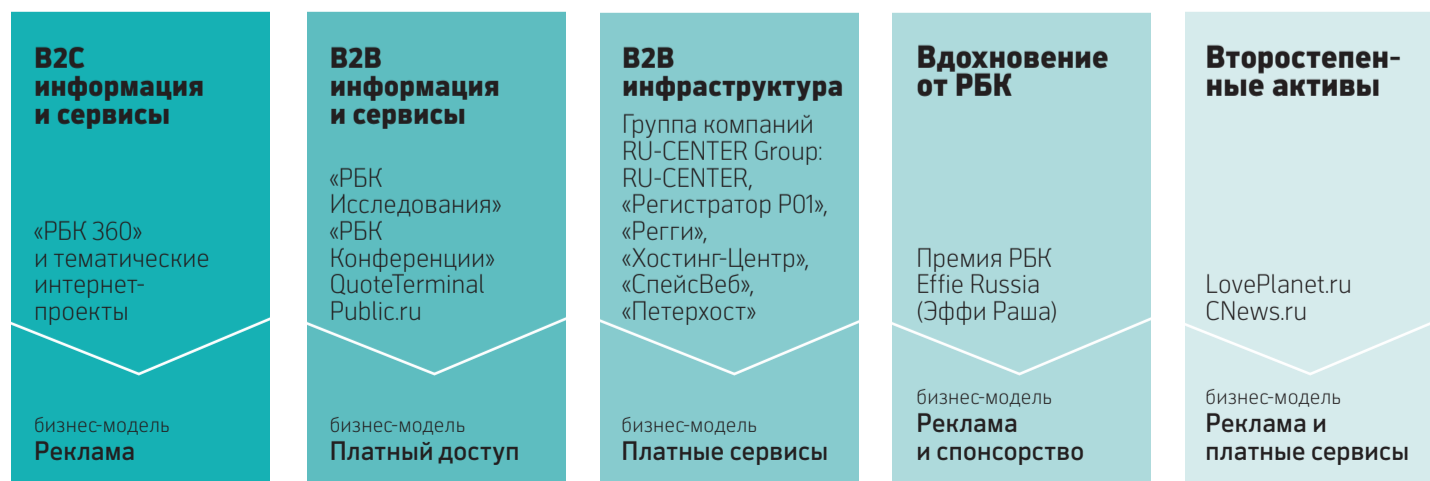 B2C
информация
и сервисы
«РБК 360»
и тематические
интернет-
проекты
бизнес-модель
Реклама
B2B
информация
и сервисы
«РБК
Исследования»
«РБК
Конференции»
QuoteTerminal
Public.ru
бизнес-модель
Платный доступ
B2B
инфраструктура
Группа компаний
RU-CENTER Group:
RU-CENTER,
«Регистратор Р01»,
«Регги»,
«Хостинг-Центр»,
«СпейсВеб»,
«Петерхост»
бизнес-модель
Платные сервисы
Вдохновение
от РБК
Премия РБК
Effie Russia
(Эффи Раша)
бизнес-модель
Реклама
и спонсорство
Второстепен-
ные активы
LovePlanet.ru
CNews.ru
бизнес-модель
Реклама и
платные сервисы